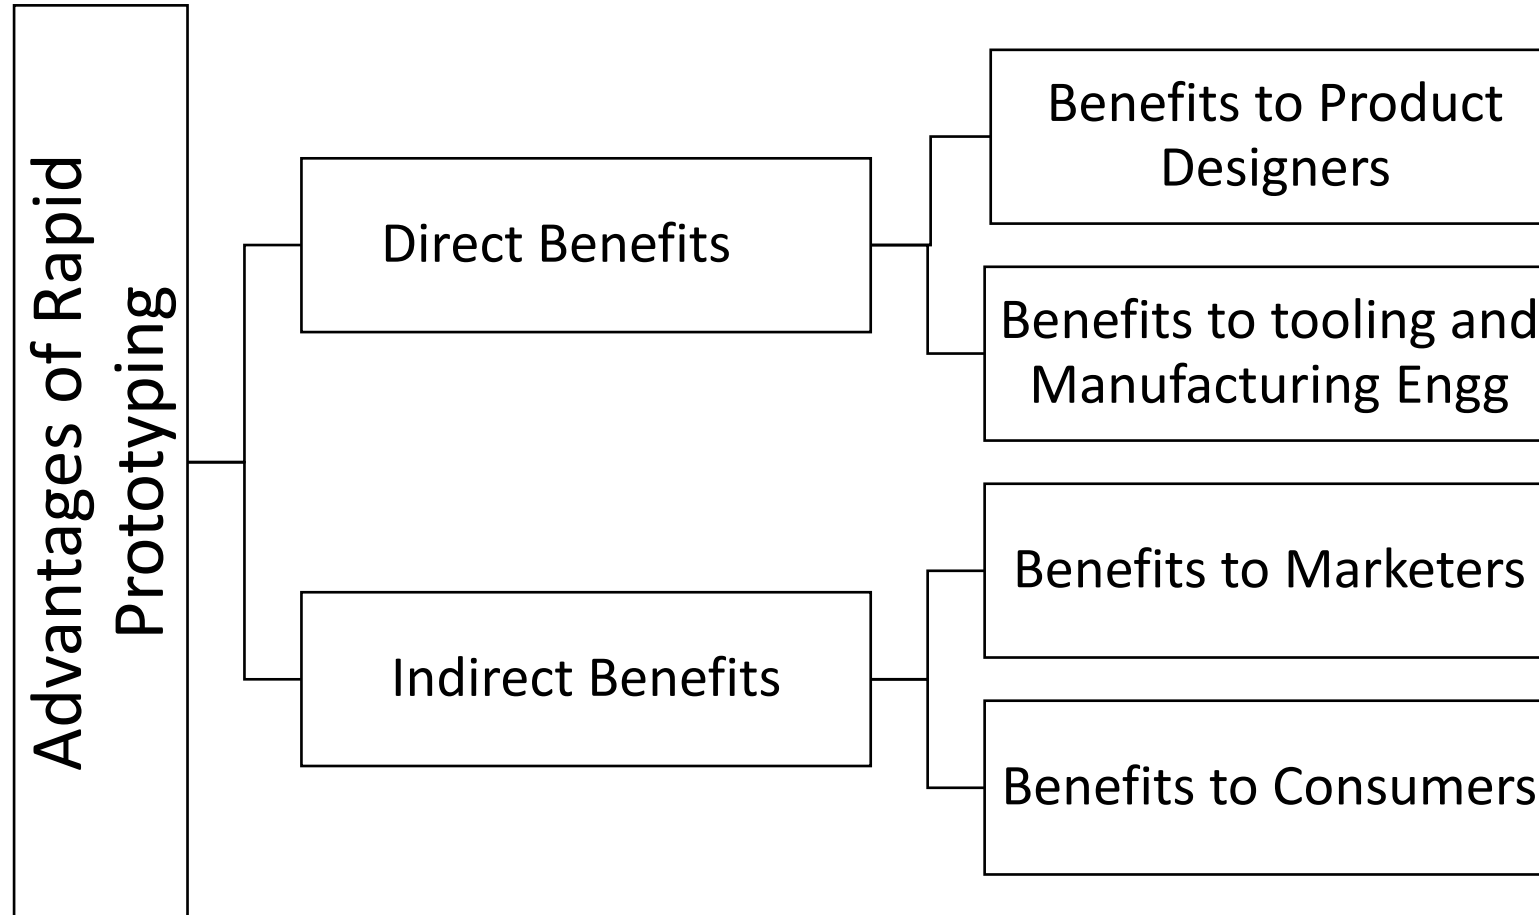 Advantages of Rapid
Prototyping
Direct Benefits
Benefits to Product
Designers
Benefits to tooling and
Manufacturing Engg
Indirect Benefits
Benefits to Marketers
Benefits to Consumers